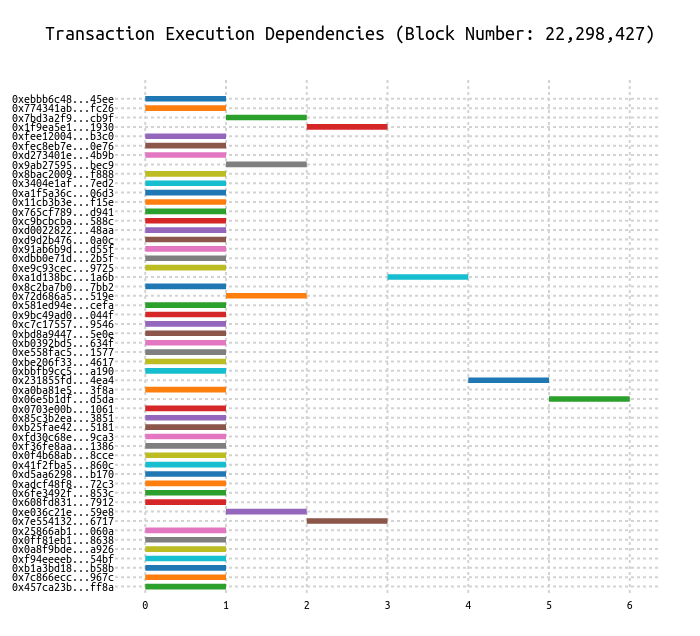 Transaction Execution Dependencies (Block Number: 22,298,427)
0xebbb6c48...45ee
0x774341ab...fc26
0x7bd3a2f9...cb9f
0x1f9ea5e1...1930
0xfee12004...b3c0
0xfec8eb7e...0e76
0xd273401e...4b9b
0x9ab27595...bec9
0x8bac2009...f888
0x3404e1af...7ed2
0xa1f5a36c...06d3
0x11cb3b3e...f15e
0x765cf789...d941
0xc9bcbcba...588c
0xd0022822...48aa
0xd9d2b476...0a0c
0x91ab6b9d...d55f
0xdbb0e71d...2b5f
0xe9c93cec...9725
0xa1d138bc...1a6b
0x8c2ba7b0...7bb2
0x72d686a5...519e
0x581ed94e...cefa
0x9bc49ad0...044f
0xc7c17557...9546
0xbd8a9447...5e0e
0xb0392bd5...634f
0xe558fac5...1577
0xbe206f33...4617
0xbbfb9cc5...a190
0x231855fd...4ea4
0xa0ba81e5...3f8a
0x06e5b1df...d5da
0x0703e00b...1061
0x85c3b2ea...3851
0xb25fae42...5181
0xfd30c68e...9ca3
0xf36fe8aa...1386
0x0f4b68ab...8cce
0x41f2fba5...860c
0xd5aa6298...b170
0xadcf48f8...72c3
0x6fe3492f...853c
0x608fd831...7912
0xe036c21e...59e8
0x7e554132...6717
0x25866ab1...060a
0x0ff81eb1...8638
0x0a8f9bde...a926
0xf94eeeeb...54bf
0xb1a3bd18...b58b
0x7c866ecc...967c
0x457ca23b...ff8a
0 1 2 3 4 5 6